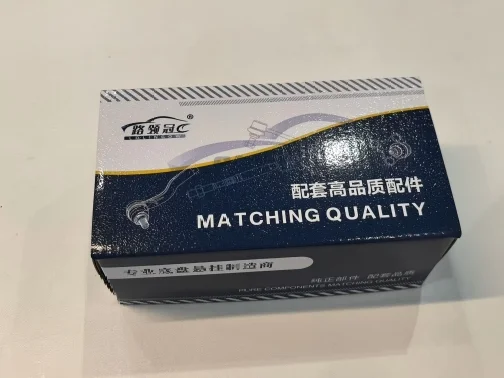 路领冠C®
LULINGOW
配套高品质配件
MATCHING QUALITY
专业底盘悬挂制造商
纯正部件 配套品质
PURE COMPONENTS MATCHING QUALITY